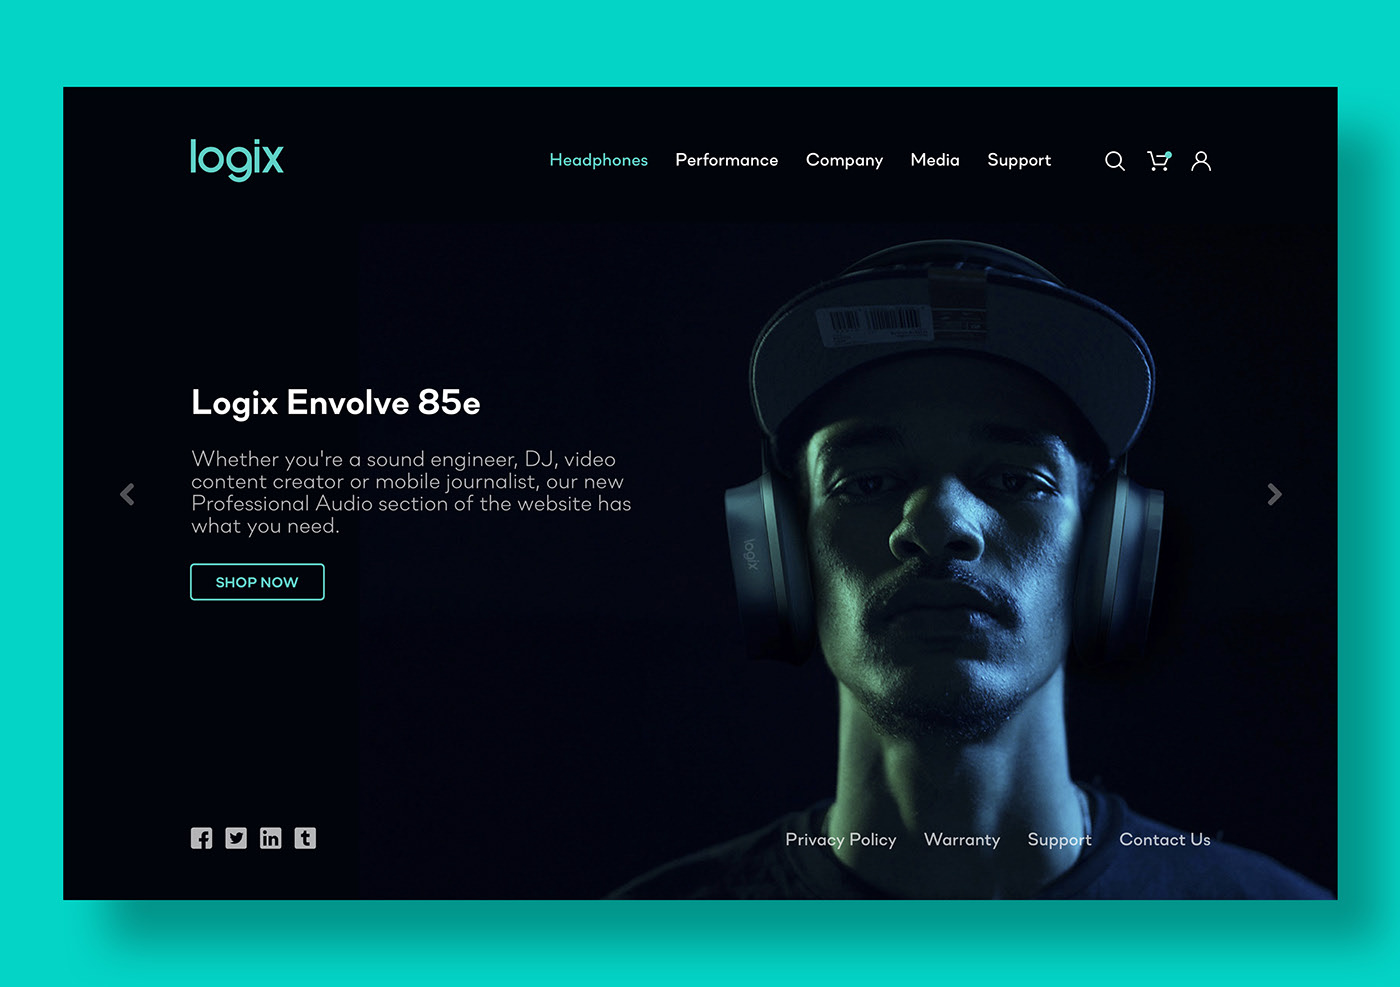 logix
Headphones Performance Company Media Support
Logix Envolve 85e
Whether you're a sound engineer, DJ, video
content creator or mobile journalist, our new
Professional Audio section of the website has
what you need.
logix
SHOP NOW
Privacy Policy Warranty Support Contact Us